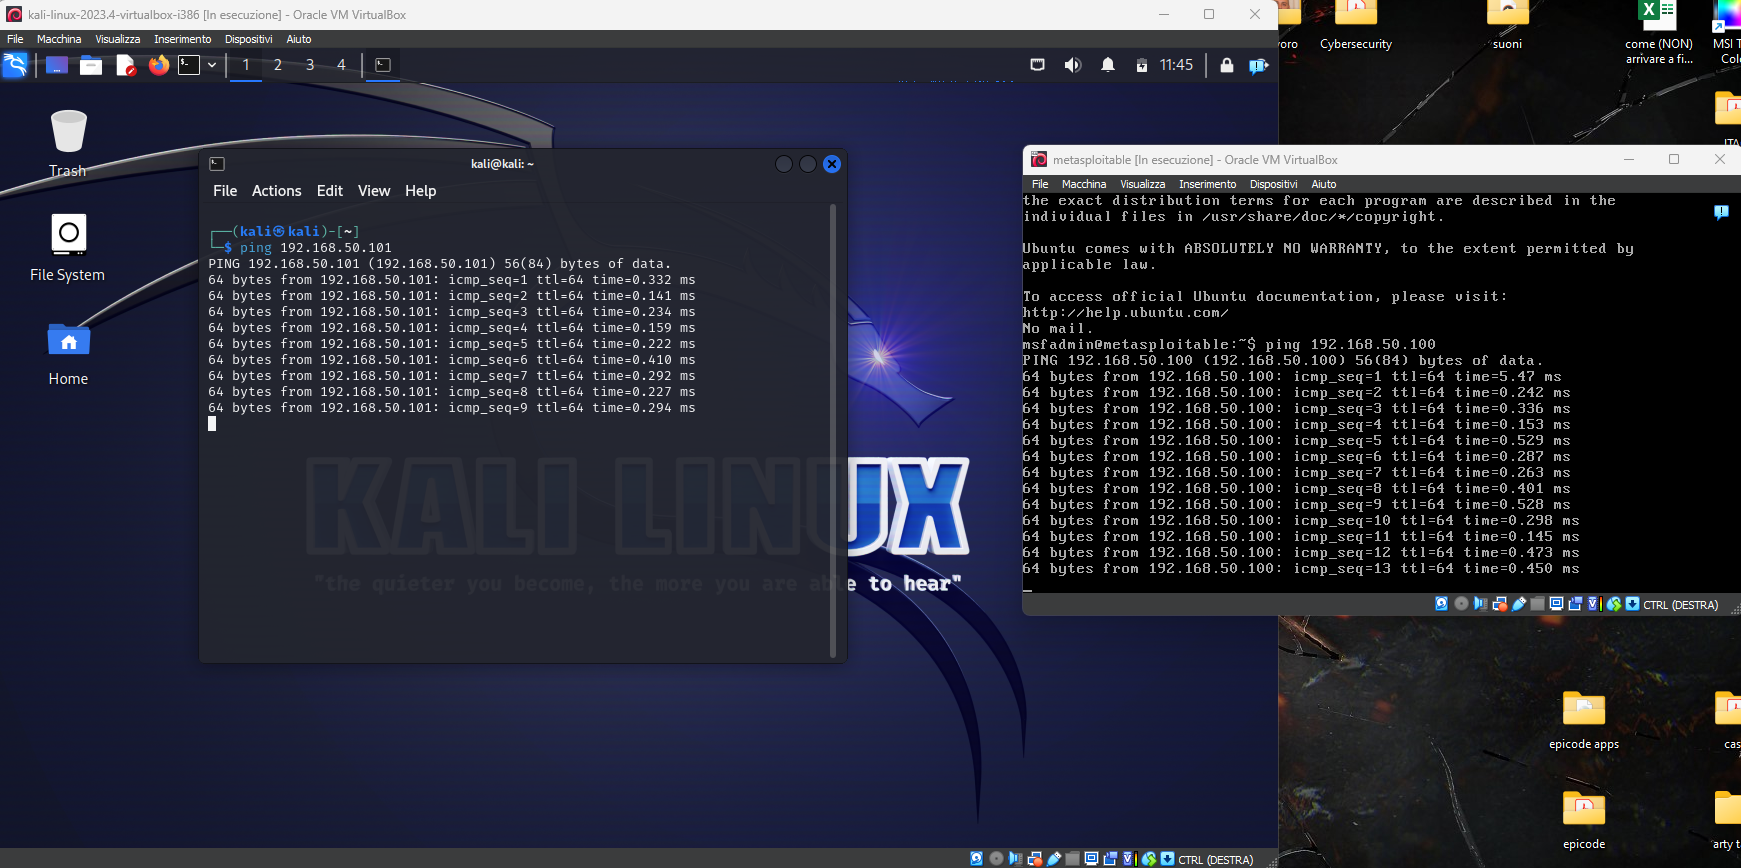 kali-linux-2023.4-virtualbox-i386 [In esecuzione] - Oracle VM VirtualBox
File Macchina Visualizza Inserimento Dispositivi Aiuto
1 2 3 4
11:45
Trash
File System
Home
kali@kali: ~
File Actions Edit View Help
┌──(kali㉿kali)-[~]
└─$ ping 192.168.50.101
PING 192.168.50.101 (192.168.50.101) 56(84) bytes of data.
64 bytes from 192.168.50.101: icmp_seq=1 ttl=64 time=0.332 ms
64 bytes from 192.168.50.101: icmp_seq=2 ttl=64 time=0.141 ms
64 bytes from 192.168.50.101: icmp_seq=3 ttl=64 time=0.234 ms
64 bytes from 192.168.50.101: icmp_seq=4 ttl=64 time=0.159 ms
64 bytes from 192.168.50.101: icmp_seq=5 ttl=64 time=0.222 ms
64 bytes from 192.168.50.101: icmp_seq=6 ttl=64 time=0.410 ms
64 bytes from 192.168.50.101: icmp_seq=7 ttl=64 time=0.292 ms
64 bytes from 192.168.50.101: icmp_seq=8 ttl=64 time=0.227 ms
64 bytes from 192.168.50.101: icmp_seq=9 ttl=64 time=0.294 ms
KALI LINUX
"the quieter you become, the more you are able to hear"
CTRL (DESTRA)
voro
Cybersecurity
suoni
come (NON)
arrivare a fi...
MSI T
Colo
metasploitable [In esecuzione] - Oracle VM VirtualBox
File Macchina Visualizza Inserimento Dispositivi Aiuto
the exact distribution terms for each program are described in the
individual files in /usr/share/doc/*/copyright.
Ubuntu comes with ABSOLUTELY NO WARRANTY, to the extent permitted by
applicable law.
To access official Ubuntu documentation, please visit:
http://help.ubuntu.com/
No mail.
msfadmin@metasploitable:~$ ping 192.168.50.100
PING 192.168.50.100 (192.168.50.100) 56(84) bytes of data.
64 bytes from 192.168.50.100: icmp_seq=1 ttl=64 time=5.47 ms
64 bytes from 192.168.50.100: icmp_seq=2 ttl=64 time=0.242 ms
64 bytes from 192.168.50.100: icmp_seq=3 ttl=64 time=0.336 ms
64 bytes from 192.168.50.100: icmp_seq=4 ttl=64 time=0.153 ms
64 bytes from 192.168.50.100: icmp_seq=5 ttl=64 time=0.529 ms
64 bytes from 192.168.50.100: icmp_seq=6 ttl=64 time=0.287 ms
64 bytes from 192.168.50.100: icmp_seq=7 ttl=64 time=0.263 ms
64 bytes from 192.168.50.100: icmp_seq=8 ttl=64 time=0.401 ms
64 bytes from 192.168.50.100: icmp_seq=9 ttl=64 time=0.528 ms
64 bytes from 192.168.50.100: icmp_seq=10 ttl=64 time=0.298 ms
64 bytes from 192.168.50.100: icmp_seq=11 ttl=64 time=0.145 ms
64 bytes from 192.168.50.100: icmp_seq=12 ttl=64 time=0.473 ms
64 bytes from 192.168.50.100: icmp_seq=13 ttl=64 time=0.450 ms
CTRL (DESTRA)
epicode apps
cas
epicode
arty t